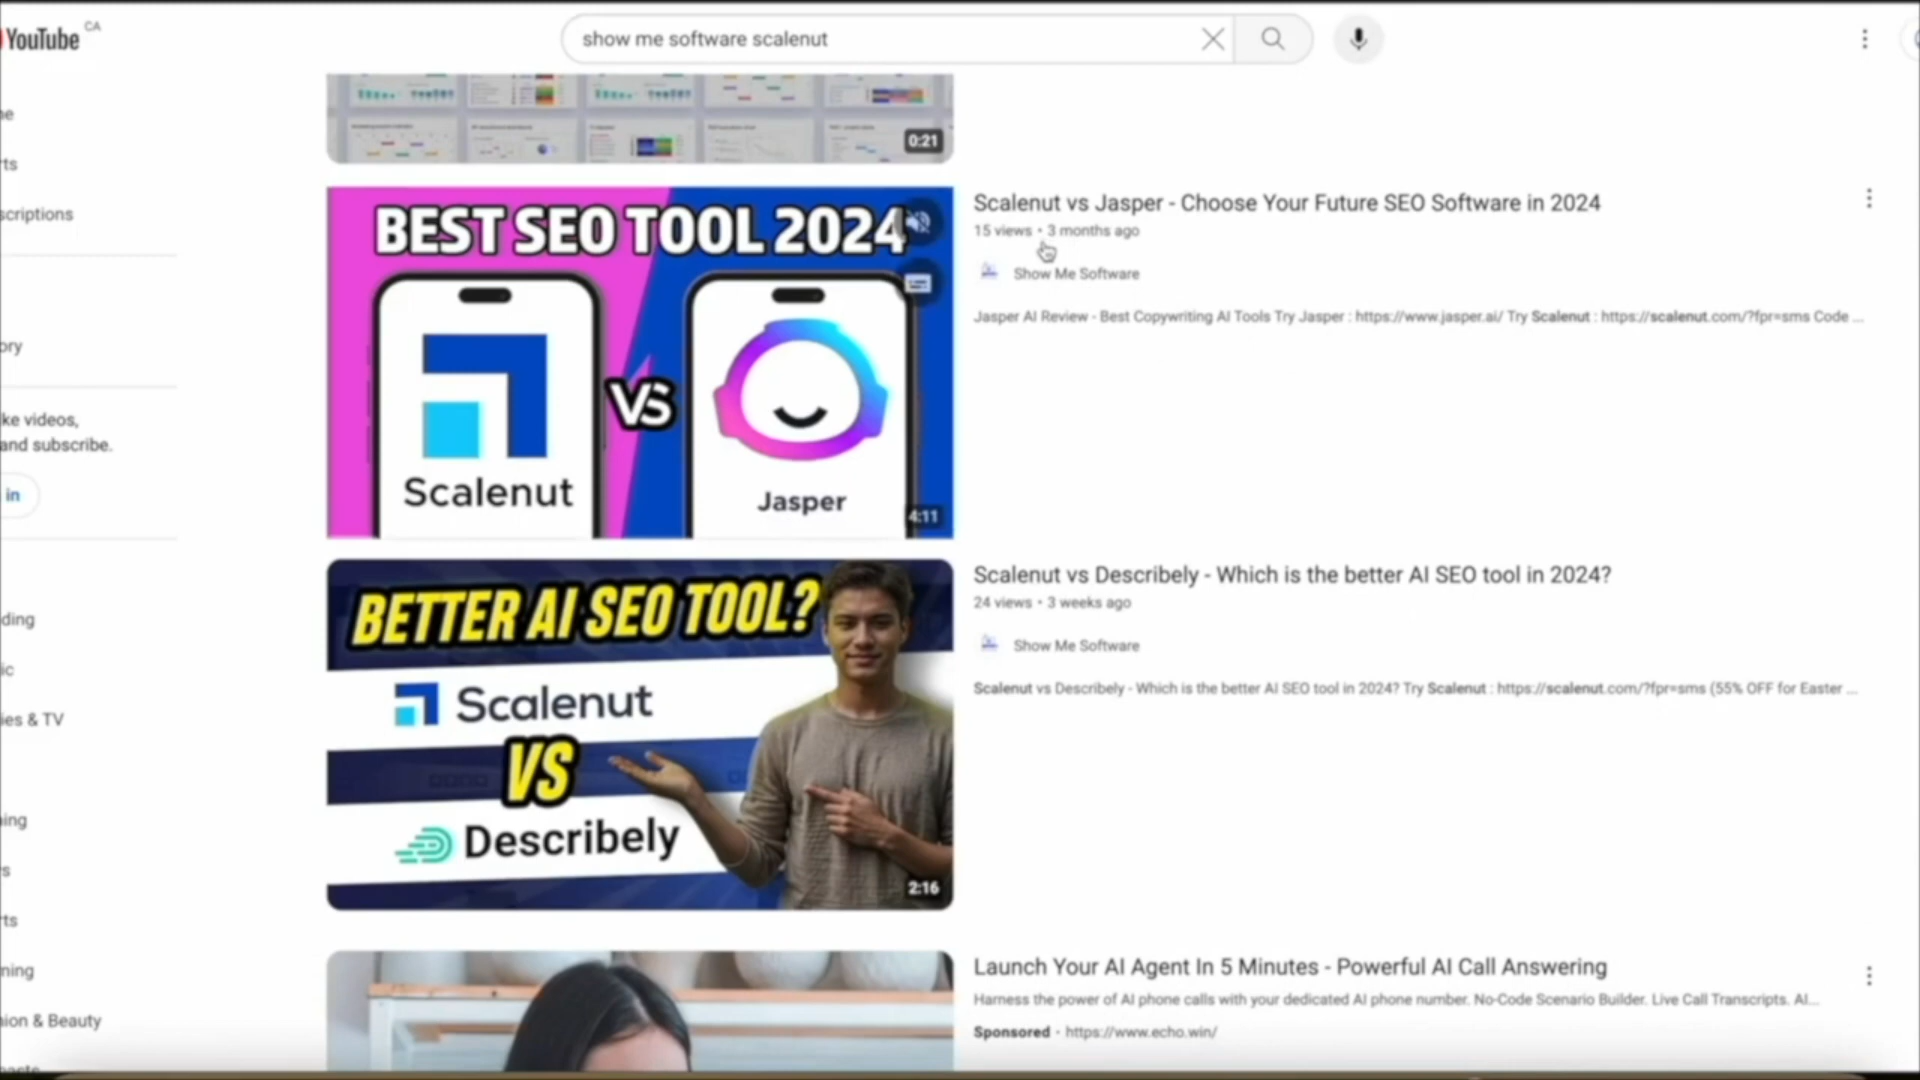 YouTube CA
show me software scalenut
0:21
BEST SEO TOOL 2024
VS
Scalenut
Jasper
4:11
Scalenut vs Jasper - Choose Your Future SEO Software in 2024
15 views • 3 months ago
Show Me Software
Jasper AI Review - Best Copywriting AI Tools Try Jasper : https://www.jasper.ai/ Try Scalenut : https://scalenut.com/?fpr=sms Code ...
BETTER AI SEO TOOL?
Scalenut
VS
Describely
2:16
Scalenut vs Describely - Which is the better AI SEO tool in 2024?
24 views • 3 weeks ago
Show Me Software
Scalenut vs Describely - Which is the better AI SEO tool in 2024? Try Scalenut : https://scalenut.com/?fpr=sms (55% OFF for Easter ...
Launch Your AI Agent In 5 Minutes - Powerful AI Call Answering
Harness the power of AI phone calls with your dedicated AI phone number. No-Code Scenario Builder. Live Call Transcripts. AI...
Sponsored • https://www.echo.win/
me
rts
scriptions
ory
ke videos,
and subscribe.
in
ding
ic
ies & TV
ing
s
rts
ning
ion & Beauty